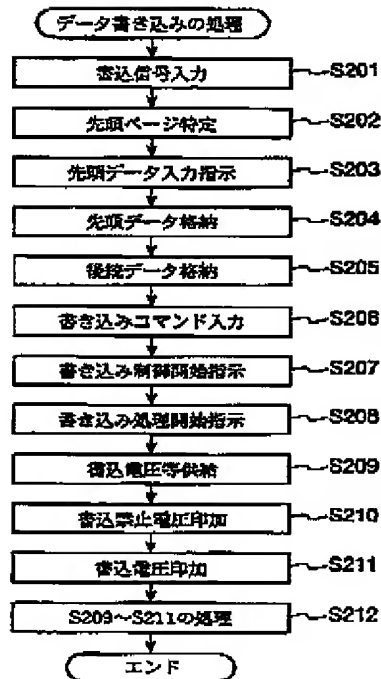 データ書き込みの処理
書込信号入力 S201
先頭ページ特定 S202
先頭データ入力指示 S203
先頭データ格納 S204
後接データ格納 S205
書き込みコマンド入力 S206
書き込み制御開始指示 S207
書き込み処理開始指示 S208
書込電圧等供給 S209
書込禁止電圧印加 S210
書込電圧印加 S211
S209~S211の処理 S212
エンド